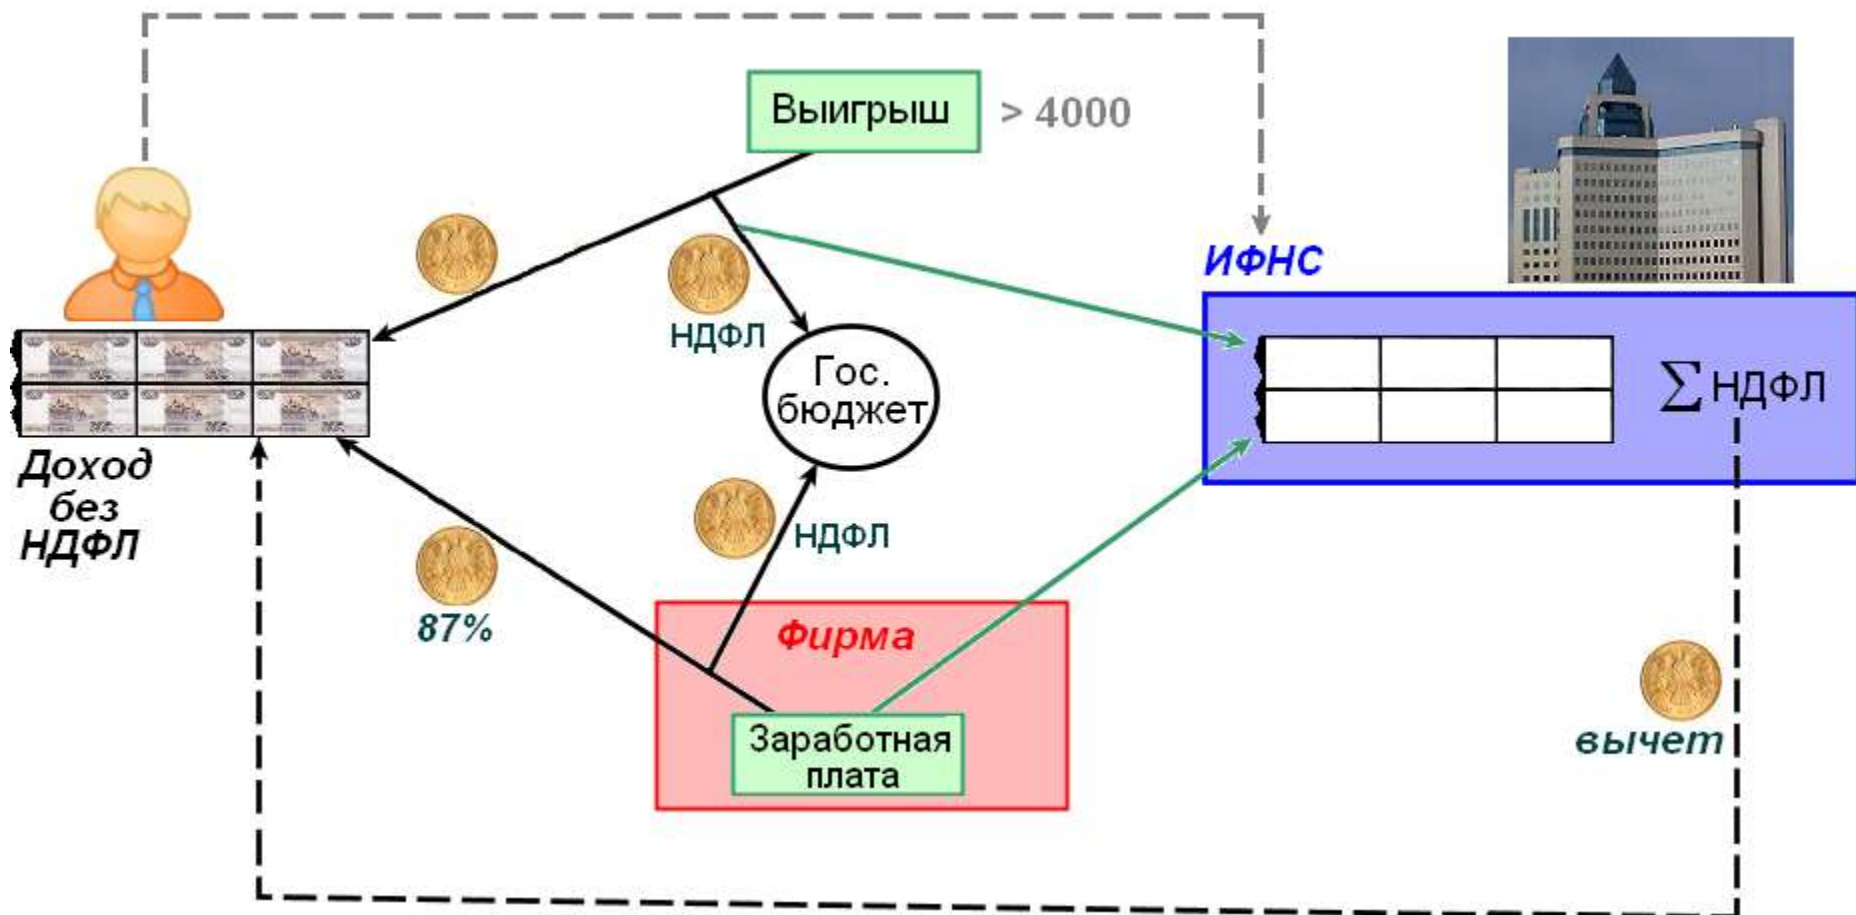 Выигрыш > 4000
ИФНС
НДФЛ
Гос.
бюджет
∑ НДФЛ
Доход
без
НДФЛ
НДФЛ
87%
Фирма
Заработная
плата
вычет